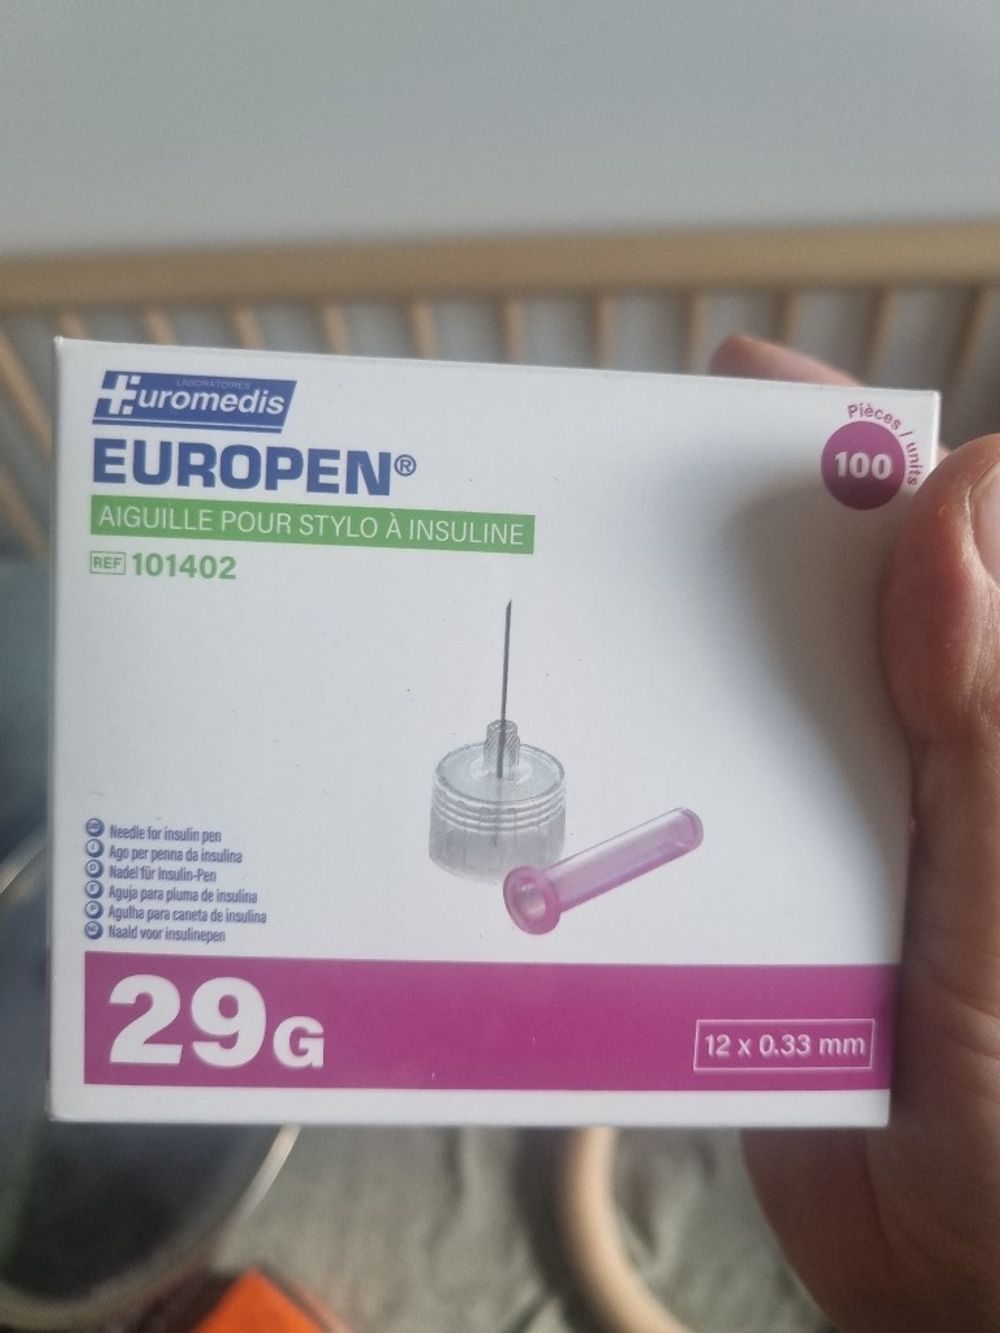 LABORATOIRES
Euromedis
EUROPEN®
AIGUILLE POUR STYLO À INSULINE
REF 101402
Pièces / units
100
GB Needle for insulin pen
I Ago per penna da insulina
D Nadel für Insulin-Pen
E Aguja para pluma de insulina
P Agulha para caneta de insulina
NL Naald voor insulinepen
29G
12 x 0.33 mm